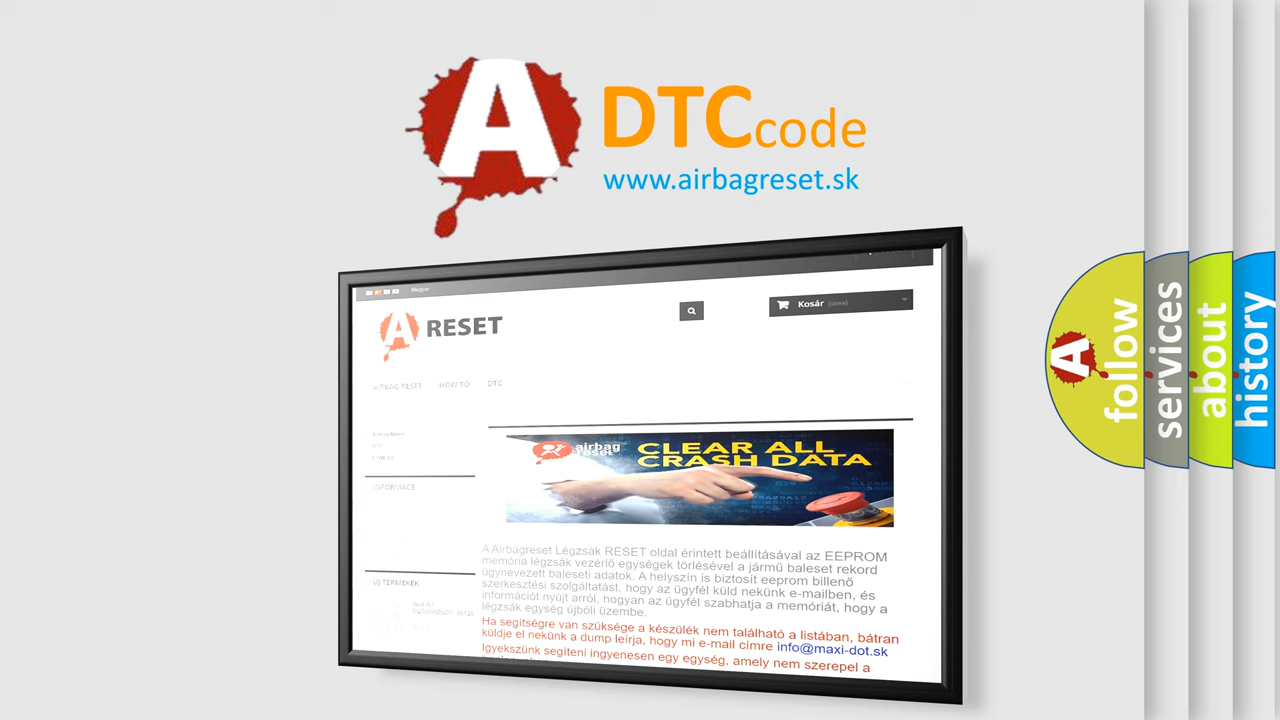 A DTCcode
www.airbagreset.sk
Magyar
Kosár (üres)
A RESET
AIRBAG RESET HOW TO DTC
Airbag Reset
INFORMACE
airbag
reset
CLEAR ALL
CRASH DATA
A Airbagreset Légzsák RESET oldal érintett beállításával az EEPROM
memória légzsák vezérlő egységek törlésével a jármű baleset rekord
úgynevezett baleseti adatok. A helyszín is biztosít eeprom billenő
szerkesztési szolgáltatást, hogy az ügyfél küld nekünk e-mailben, és
információt nyújt arról, hogyan az ügyfél szabhatja a memóriát, hogy a
légzsák egység újbóli üzembe.
Ha segítségre van szüksége a készülék nem található a listában, bátran
küldje el nekünk a dump leírja, hogy mi e-mail címre info@maxi-dot.sk
Igyekszünk segíteni ingyenesen egy egység, amely nem szerepel a
ÚJ TERMÉKEK
A follow
services
about
history